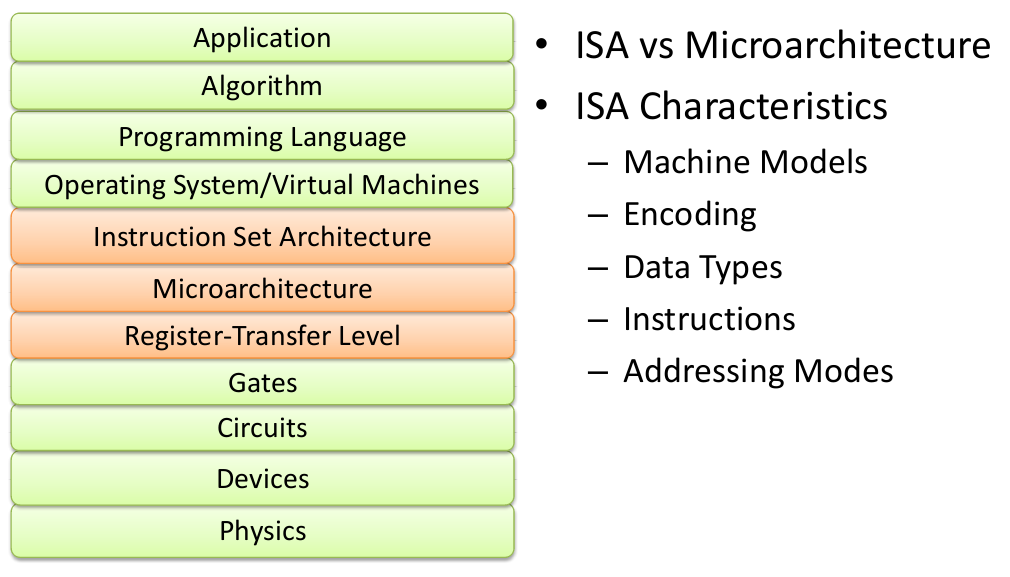 Application
Algorithm
Programming Language
Operating System/Virtual Machines
Instruction Set Architecture
Microarchitecture
Register-Transfer Level
Gates
Circuits
Devices
Physics
• ISA vs Microarchitecture
• ISA Characteristics
– Machine Models
– Encoding
– Data Types
– Instructions
– Addressing Modes